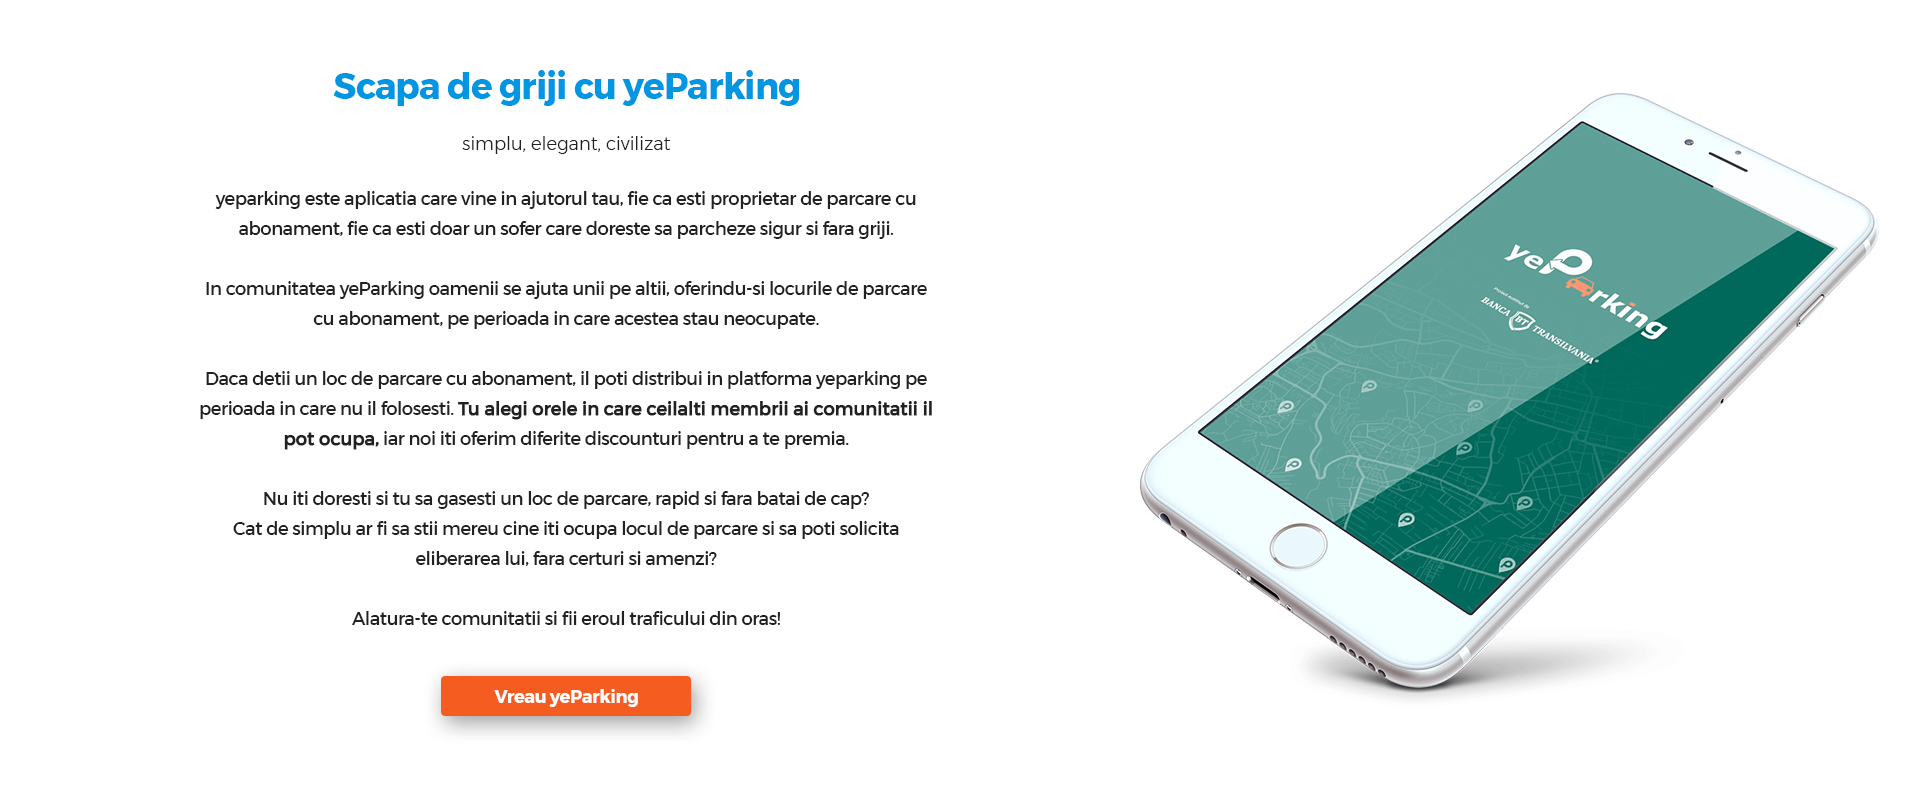 Scapa de griji cu yeParking
simplu, elegant, civilizat
yeparking este aplicatia care vine in ajutorul tau, fie ca esti proprietar de parcare cu
abonament, fie ca esti doar un sofer care doreste sa parcheze sigur si fara griji.
In comunitatea yeParking oamenii se ajuta unii pe altii, oferindu-si locurile de parcare
cu abonament, pe perioada in care acestea stau neocupate.
Daca detii un loc de parcare cu abonament, il poti distribui in platforma yeparking pe
perioada in care nu il folosesti. Tu alegi orele in care ceilalti membrii ai comunitatii il
pot ocupa, iar noi iti oferim diferite discounturi pentru a te premia.
Nu iti doresti si tu sa gasesti un loc de parcare, rapid si fara batai de cap?
Cat de simplu ar fi sa stii mereu cine iti ocupa locul de parcare si sa poti solicita
eliberarea lui, fara certuri si amenzi?
Alatura-te comunitatii si fii eroul traficului din oras!
Vreau yeParking
yeParking
Proiect sustinut de
BANCA BT TRANSILVANIA®